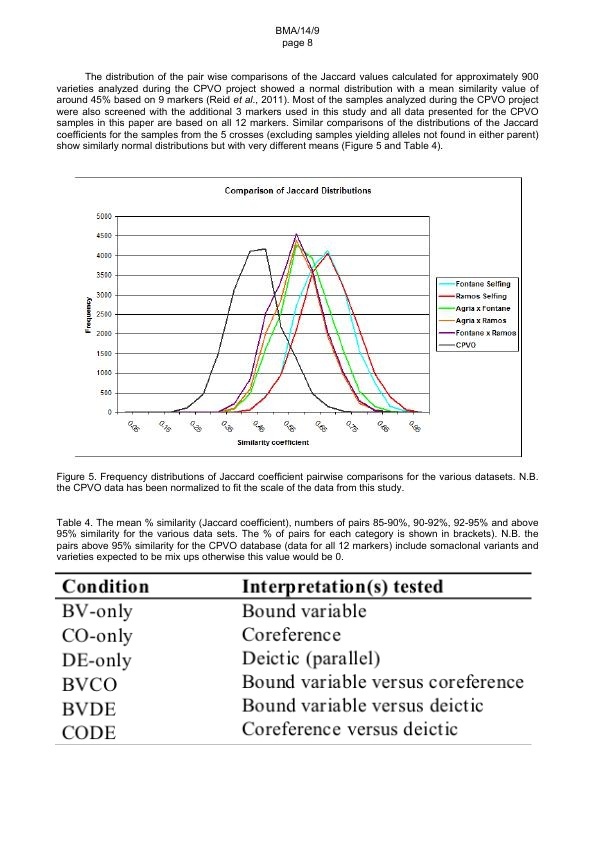 BMA/14/9
page 8
The distribution of the pair wise comparisons of the Jaccard values calculated for approximately 900
varieties analyzed during the CPVO project showed a normal distribution with a mean similarity value of
around 45% based on 9 markers (Reid et al., 2011). Most of the samples analyzed during the CPVO project
were also screened with the additional 3 markers used in this study and all data presented for the CPVO
samples in this paper are based on all 12 markers. Similar comparisons of the distributions of the Jaccard
coefficients for the samples from the 5 crosses (excluding samples yielding alleles not found in either parent)
show similarly normal distributions but with very different means (Figure 5 and Table 4).
Comparison of Jaccard Distributions
5000
4500
4000
3500
3000
2500
2000
1500
1000
500
0
Frequency
0.05 0.15 0.25 0.35 0.45 0.55 0.65 0.75 0.85 0.95
Similarity coefficient
Fontane Selfing
Ramos Selfing
Agria x Fontane
Agria x Ramos
Fontane x Ramos
CPVO
Figure 5. Frequency distributions of Jaccard coefficient pairwise comparisons for the various datasets. N.B.
the CPVO data has been normalized to fit the scale of the data from this study.
Table 4. The mean % similarity (Jaccard coefficient), numbers of pairs 85-90%, 90-92%, 92-95% and above
95% similarity for the various data sets. The % of pairs for each category is shown in brackets). N.B. the
pairs above 95% similarity for the CPVO database (data for all 12 markers) include somaclonal variants and
varieties expected to be mix ups otherwise this value would be 0.
Condition Interpretation(s) tested
BV-only Bound variable
CO-only Coreference
DE-only Deictic (parallel)
BVCO Bound variable versus coreference
BVDE Bound variable versus deictic
CODE Coreference versus deictic